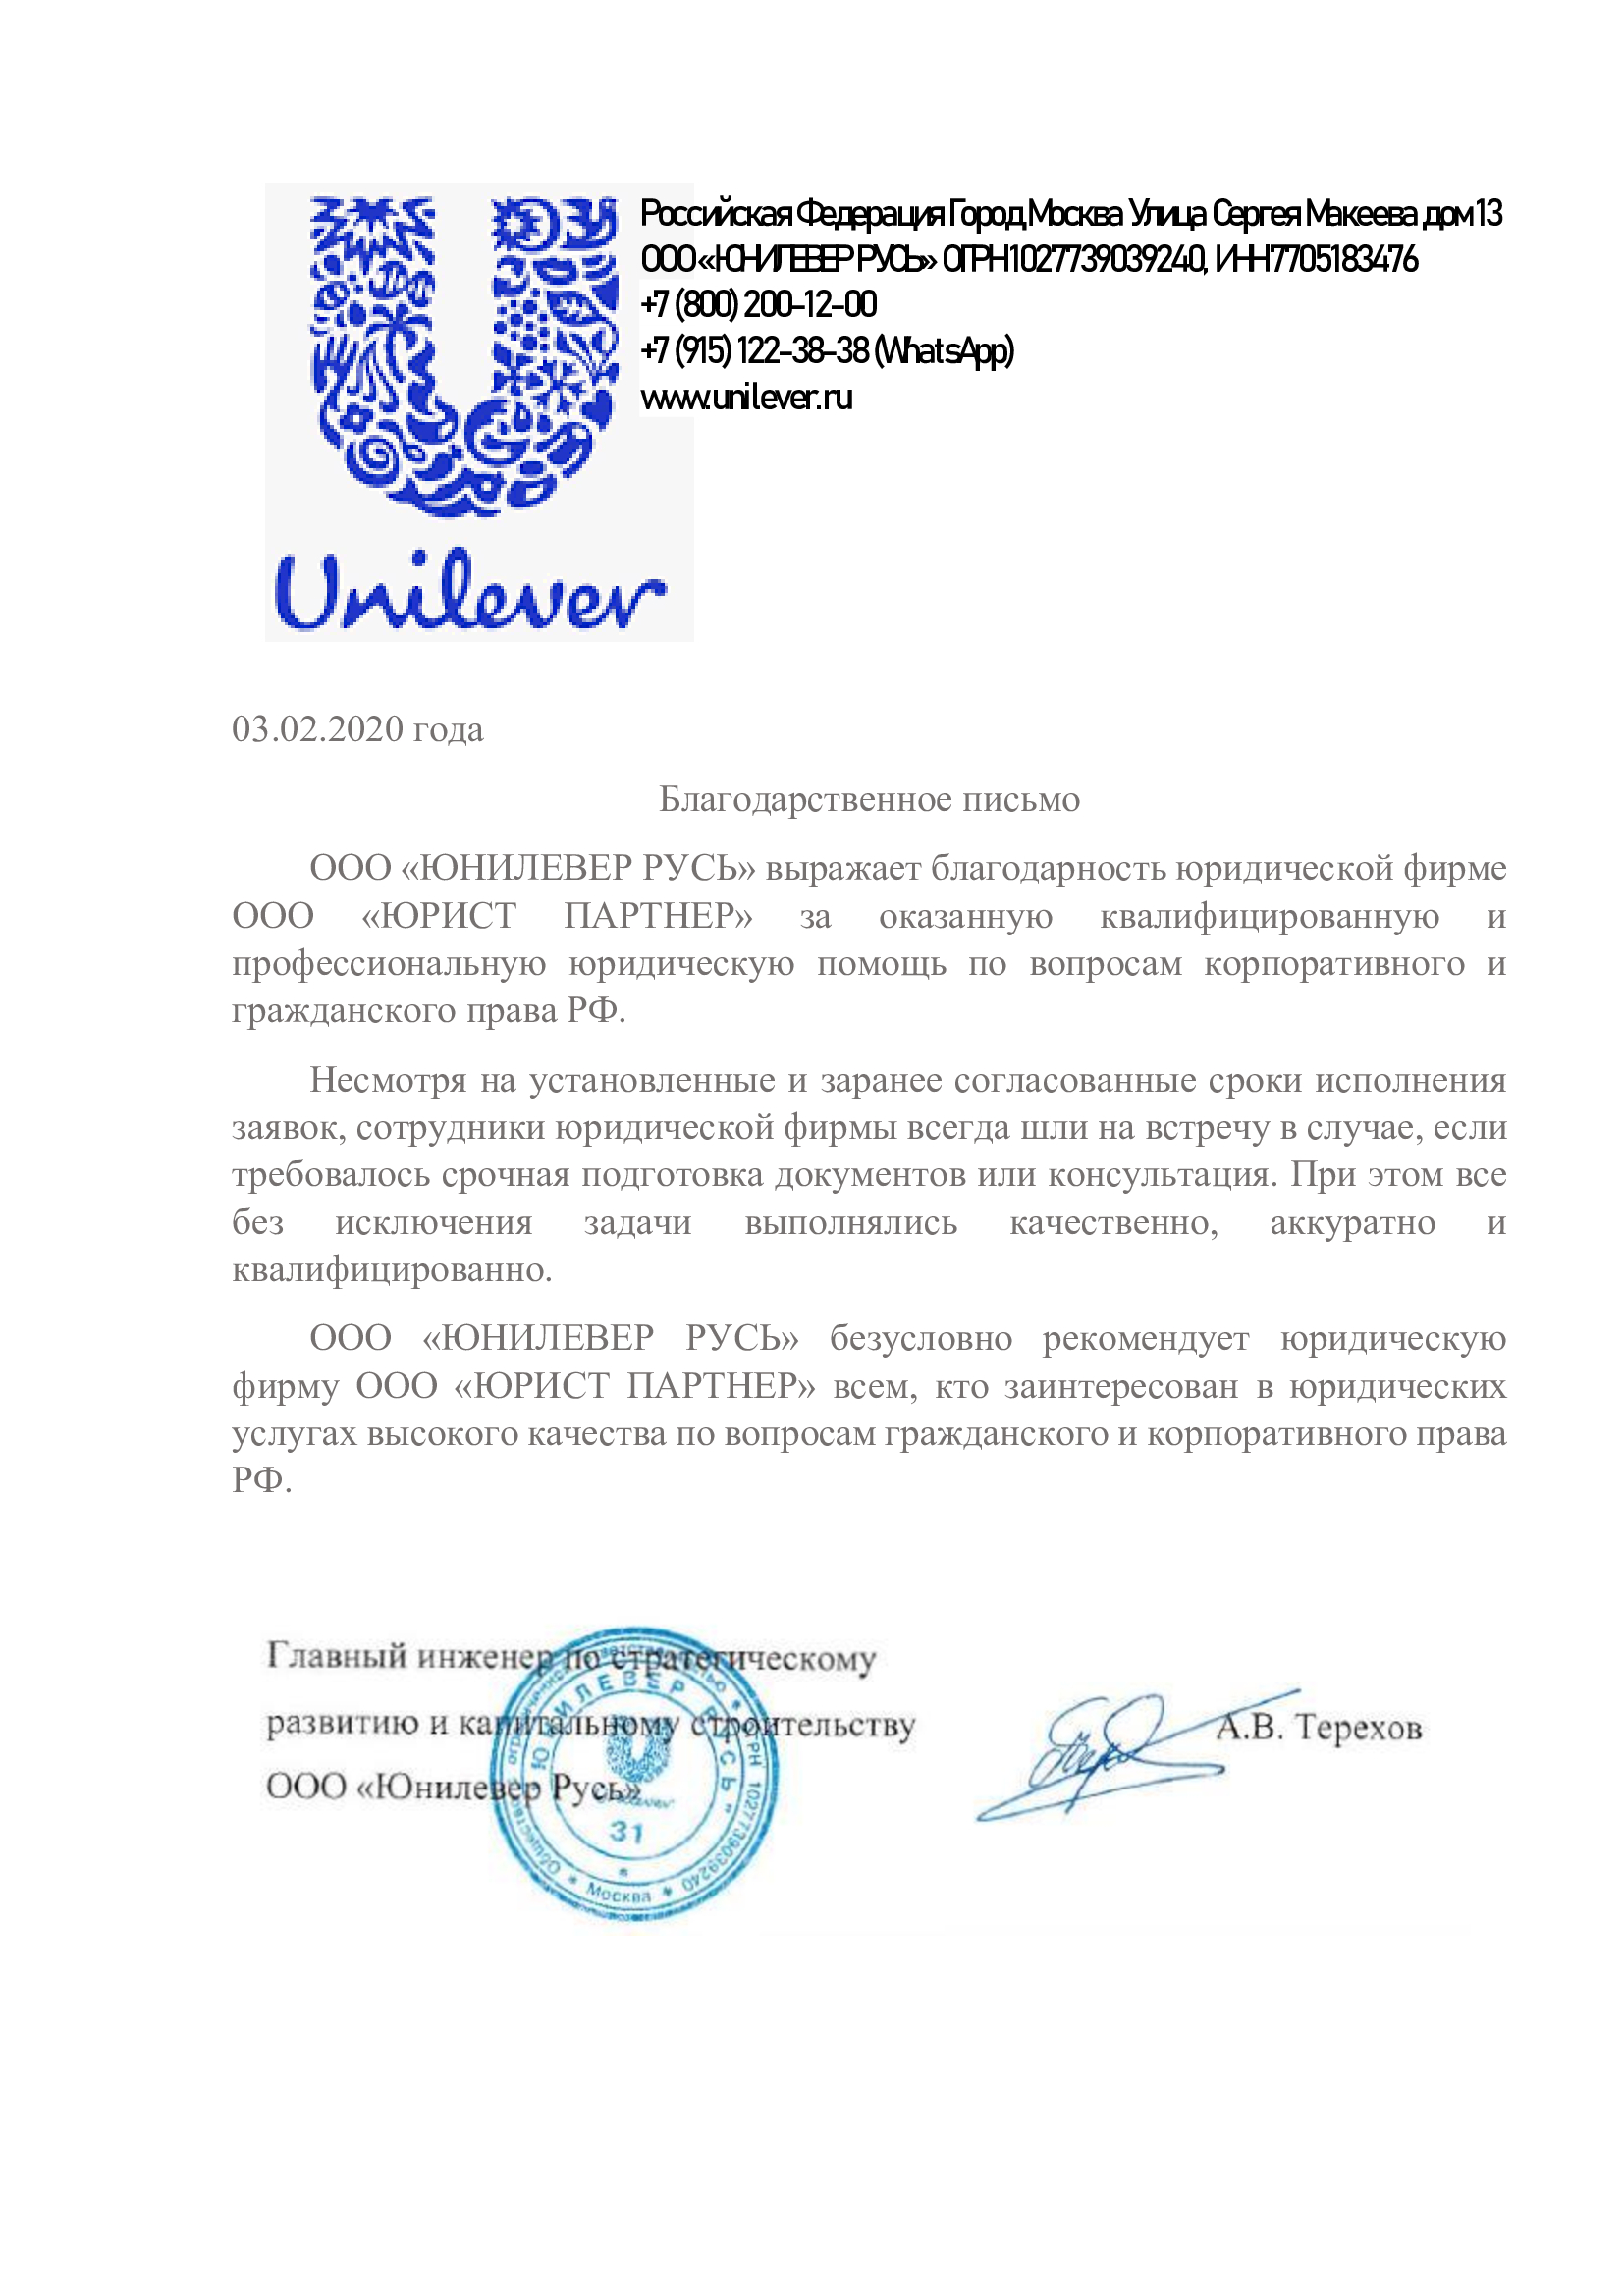 Российская Федерация Город Москва Улица Сергея Макеева дом 13
ООО «ЮНИЛЕВЕР РУСЬ» ОГРН 1027739039240, ИНН 7705183476
+7 (800) 200-12-00
+7 (915) 122-38-38 (WhatsApp)
www.unilever.ru
Unilever
03.02.2020 года
Благодарственное письмо
ООО «ЮНИЛЕВЕР РУСЬ» выражает благодарность юридической фирме
ООО «ЮРИСТ ПАРТНЕР» за оказанную квалифицированную и
профессиональную юридическую помощь по вопросам корпоративного и
гражданского права РФ.
Несмотря на установленные и заранее согласованные сроки исполнения
заявок, сотрудники юридической фирмы всегда шли на встречу в случае, если
требовалось срочная подготовка документов или консультация. При этом все
без исключения задачи выполнялись качественно, аккуратно и
квалифицированно.
ООО «ЮНИЛЕВЕР РУСЬ» безусловно рекомендует юридическую
фирму ООО «ЮРИСТ ПАРТНЕР» всем, кто заинтересован в юридических
услугах высокого качества по вопросам гражданского и корпоративного права
РФ.
Главный инженер по стратегическому
развитию и капитальному строительству
А.В. Терехов
ООО «Юнилевер Русь»
ЮНИЛЕВЕР РУСЬ"
ОГРН 1027739039240
31
Общество
* Москва *